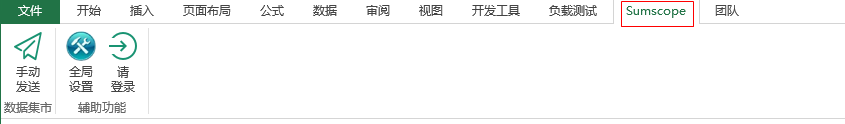 文件 开始 插入 页面布局 公式 数据 审阅 视图 开发工具 负载测试 Sumscope 团队
手动 全局 请
发送 设置 登录
数据集市 辅助功能